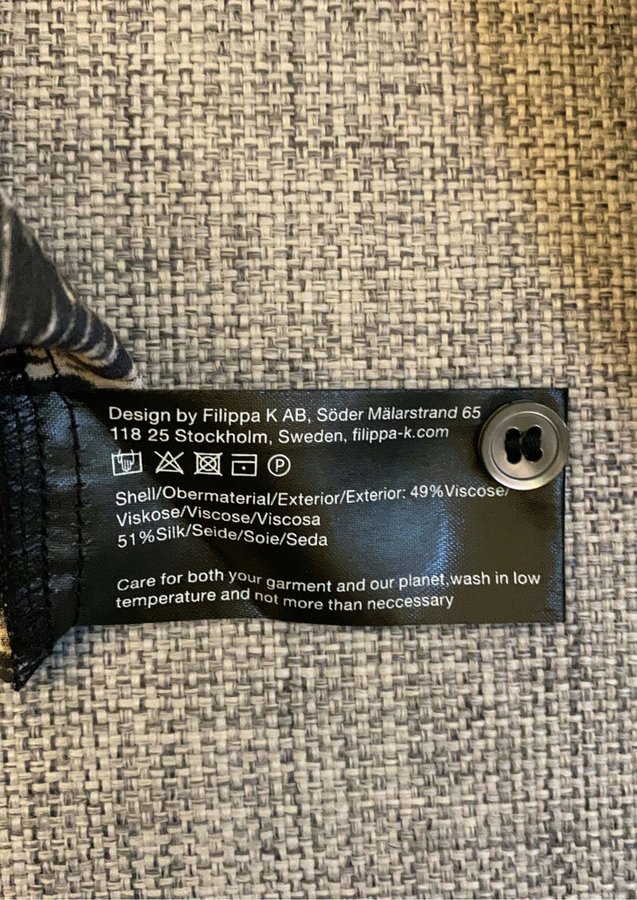 Design by Filippa K AB, Söder Mälarstrand 65
118 25 Stockholm, Sweden, filippa-k.com
P
Shell/Obermaterial/Exterior/Exterior: 49%Viscose/
Viskose/Viscose/Viscosa
51%Silk/Seide/Soie/Seda
Care for both your garment and our planet,wash in low
temperature and not more than neccessary